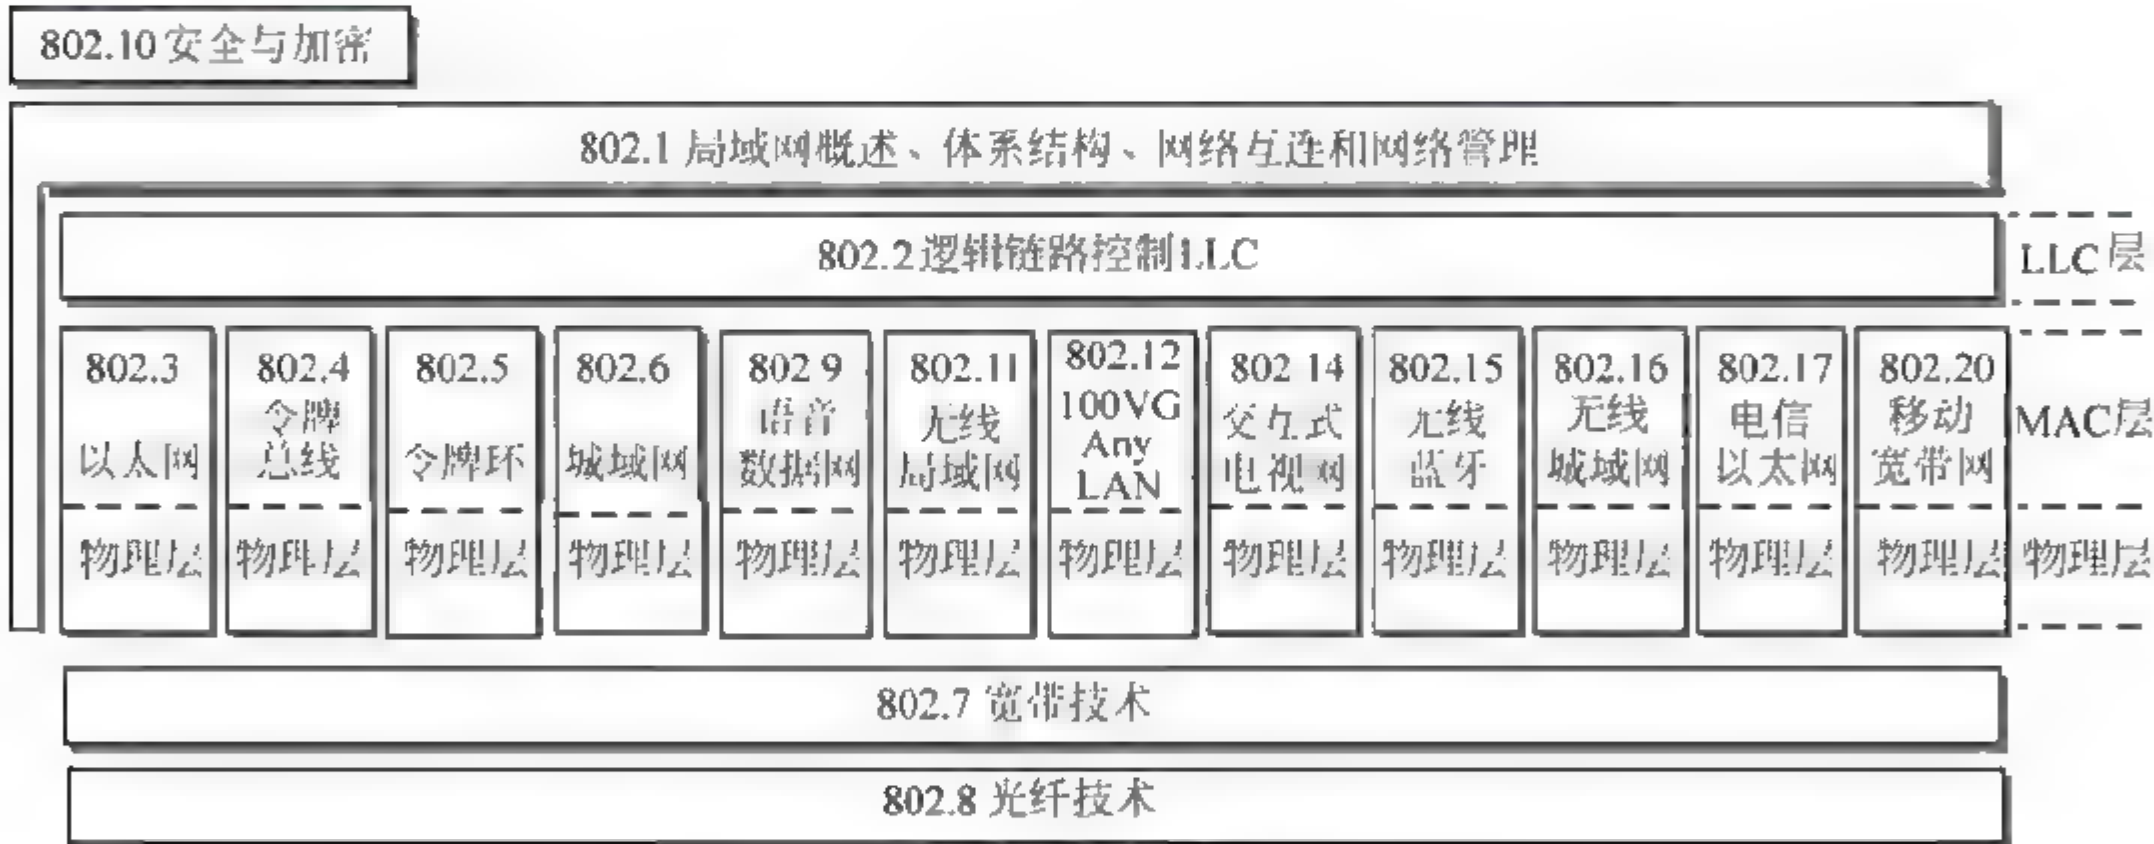 802.10 安全与加密
802.1 局域网概述、体系结构、网络互连和网络管理
802.2 逻辑链路控制LLC
LLC 层
802.3
以太网
物理层
802.4
令牌
总线
物理层
802.5
令牌环
物理层
802.6
城域网
物理层
802 9
语音
数据网
物理层
802.11
无线
局域网
物理层
802.12
100VG
Any
LAN
物理层
802 14
交互式
电视网
物理层
802.15
无线
蓝牙
物理层
802.16
无线
城域网
物理层
802.17
电信
以太网
物理层
802.20
移动
宽带网
物理层
MAC层
物理层
802.7 宽带技术
802.8 光纤技术